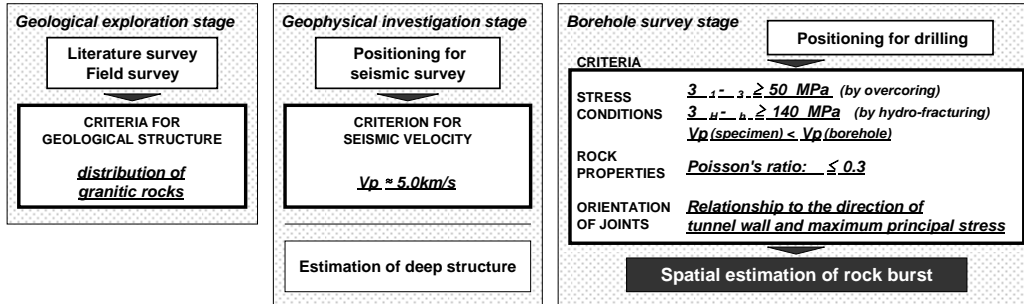 Geological exploration stage
Literature survey
Field survey
CRITERIA FOR
GEOLOGICAL STRUCTURE
distribution of
granitic rocks
Geophysical investigation stage
Positioning for
seismic survey
CRITERION FOR
SEISMIC VELOCITY
Vp ≈ 5.0km/s
Estimation of deep structure
Borehole survey stage
Positioning for drilling
CRITERIA
STRESS
CONDITIONS
3 1- 3 ≥ 50 MPa (by overcoring)
3 H- h ≥ 140 MPa (by hydro-fracturing)
Vp (specimen) < Vp (borehole)
ROCK
PROPERTIES
Poisson's ratio: ≤ 0.3
ORIENTATION
OF JOINTS
Relationship to the direction of
tunnel wall and maximum principal stress
Spatial estimation of rock burst